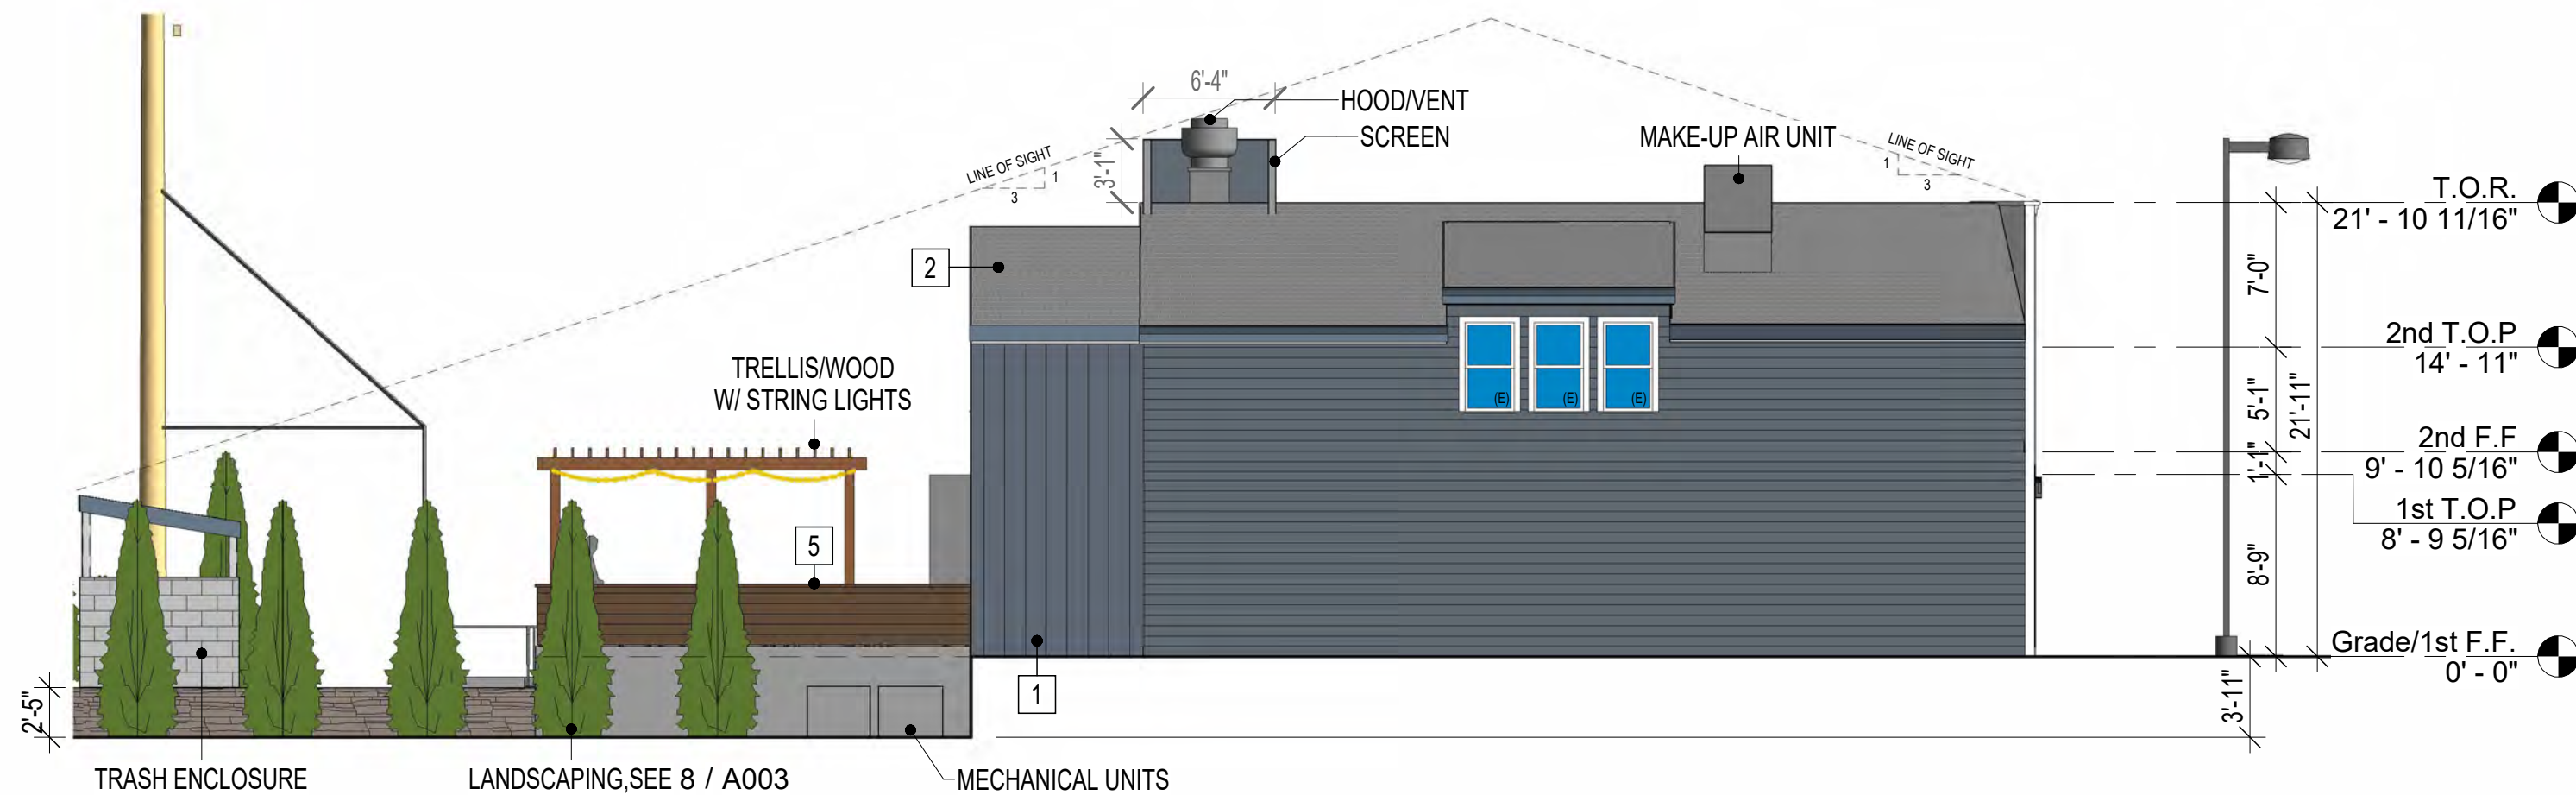 6'-4"
HOOD/VENT
SCREEN
MAKE-UP AIR UNIT
LINE OF SIGHT
1
3
3'-1"
LINE OF SIGHT
1
3
T.O.R.
21' - 10 11/16"
2
7'-0"
2nd T.O.P
14' - 11"
TRELLIS/WOOD
W/ STRING LIGHTS
(E)
(E)
(E)
5'-1"
21'-11"
2nd F.F
9' - 10 5/16"
1'-1"
1st T.O.P
8' - 9 5/16"
5
8'-9"
Grade/1st F.F.
0' - 0"
1
2'-5"
3'-11"
TRASH ENCLOSURE
LANDSCAPING,SEE 8 / A003
MECHANICAL UNITS